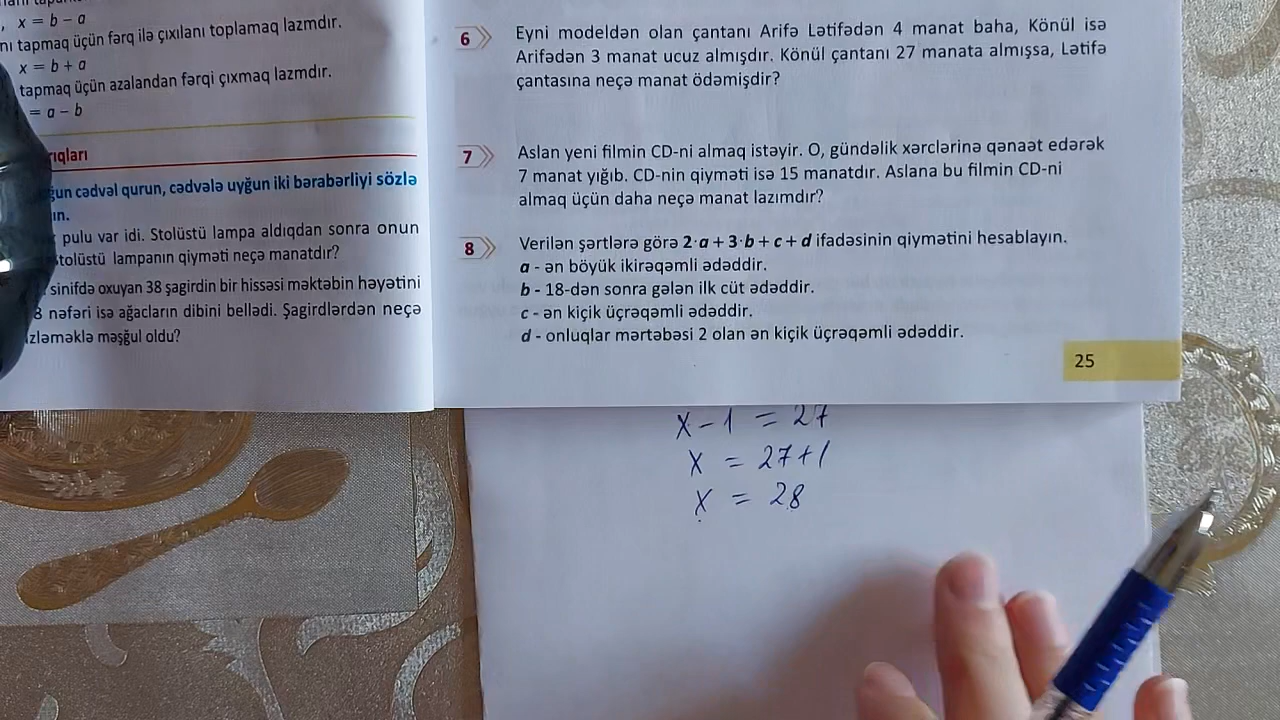 , x = b – a
nı tapmaq üçün fərq ilə çıxılanı toplamaq lazmdır.
x = b + a
tapmaq üçün azalandan fərqi çıxmaq lazmdır.
= a – b
ıqları
ğun cədvəl qurun, cədvələ uyğun iki bərabərliyi sözlə
ın.
pulu var idi. Stolüstü lampa aldıqdan sonra onun
stolüstü lampanın qiyməti neçə manatdır?
sinifdə oxuyan 38 şagirdin bir hissəsi məktəbin həyətini
8 nəfəri isə ağacların dibini bellədi. Şagirdlərdən neçə
izləməklə məşğul oldu?
6 Eyni modeldən olan çantanı Arifə Lətifədən 4 manat baha, Könül isə
Arifədən 3 manat ucuz almışdır. Könül çantanı 27 manata almışsa, Lətifə
çantasına neçə manat ödəmişdir?
7 Aslan yeni filmin CD-ni almaq istəyir. O, gündəlik xərclərinə qənaət edərək
7 manat yığıb. CD-nin qiyməti isə 15 manatdır. Aslana bu filmin CD-ni
almaq üçün daha neçə manat lazımdır?
8 Verilən şərtlərə görə 2·a + 3·b + c + d ifadəsinin qiymətini hesablayın.
a - ən böyük ikirəqəmli ədəddir.
b - 18-dən sonra gələn ilk cüt ədəddir.
c - ən kiçik üçrəqəmli ədəddir.
d - onluqlar mərtəbəsi 2 olan ən kiçik üçrəqəmli ədəddir.
25
x – 1 = 27
x = 27+1
x = 28